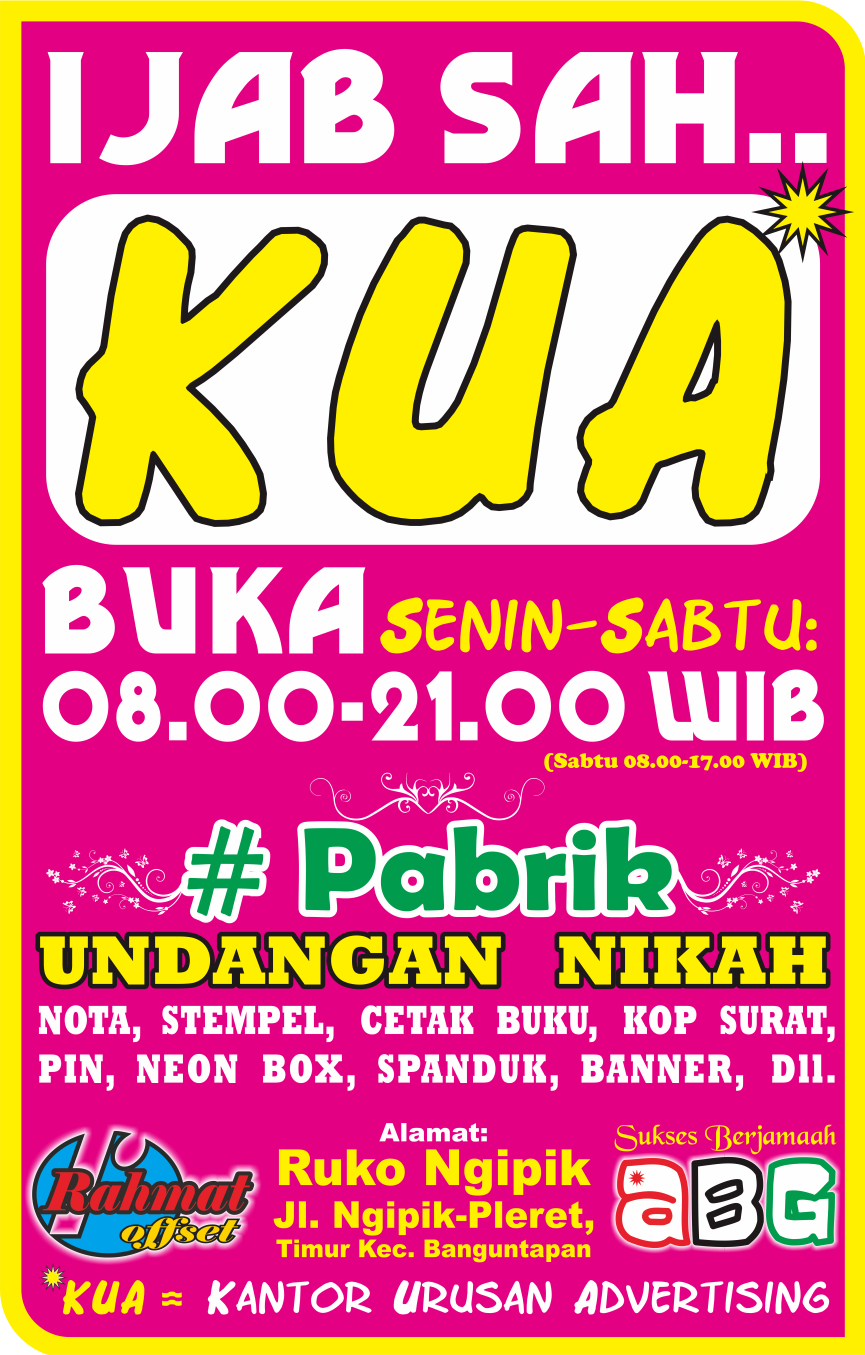 IJAB SAH..
KUA
BUKA SENIN-SABTU:
08.00-21.00 WIB
(Sabtu 08.00-17.00 WIB)
# Pabrik
UNDANGAN NIKAH
NOTA, STEMPEL, CETAK BUKU, KOP SURAT,
PIN, NEON BOX, SPANDUK, BANNER, Dll.
Rahmat
offset
Alamat:
Ruko Ngipik
Jl. Ngipik-Pleret,
Timur Kec. Banguntapan
Sukses Berjamaah
aBG
KUA = KANTOR URUSAN ADVERTISING